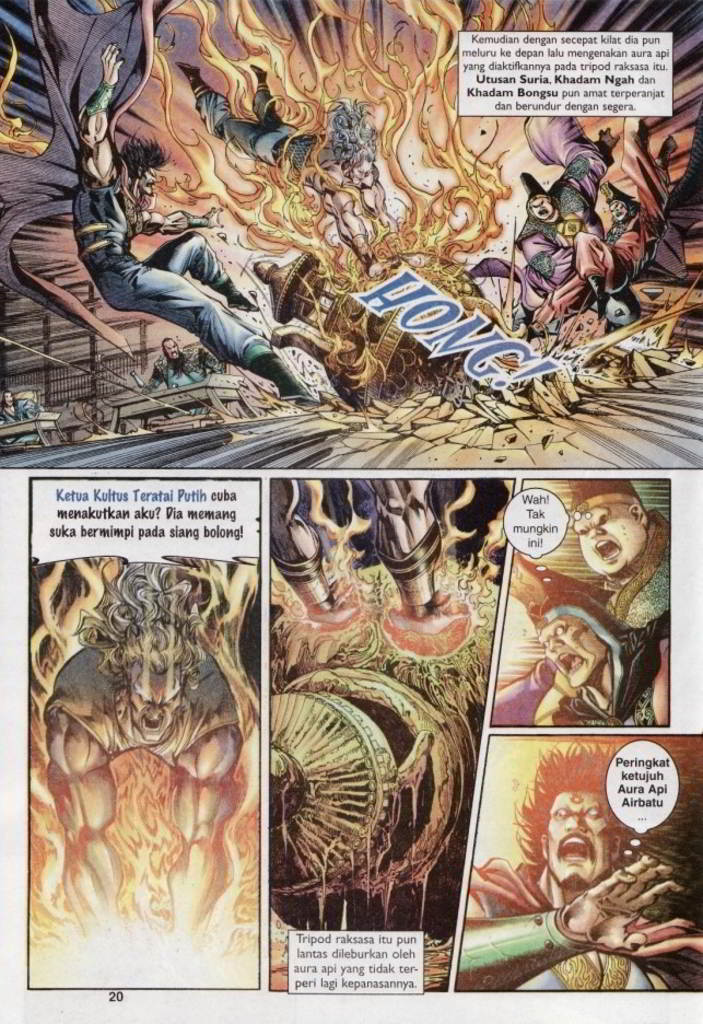 Kemudian dengan secepat kilat dia pun
meluru ke depan lalu mengenakan aura api
yang diaktifkannya pada tripod raksasa itu.
Utusan Suria, Khadam Ngah dan
Khadam Bongsu pun amat terperanjat
dan berundur dengan segera.
HONG!
Ketua Kultus Teratai Putih cuba
menakutkan aku? Dia memang
suka bermimpi pada siang bolong!
Wah!
Tak
mungkin
ini!
Peringkat
ketujuh
Aura Api
Airbatu
...
Tripod raksasa itu pun
lantas dileburkan oleh
aura api yang tidak ter-
peri lagi kepanasannya.
20